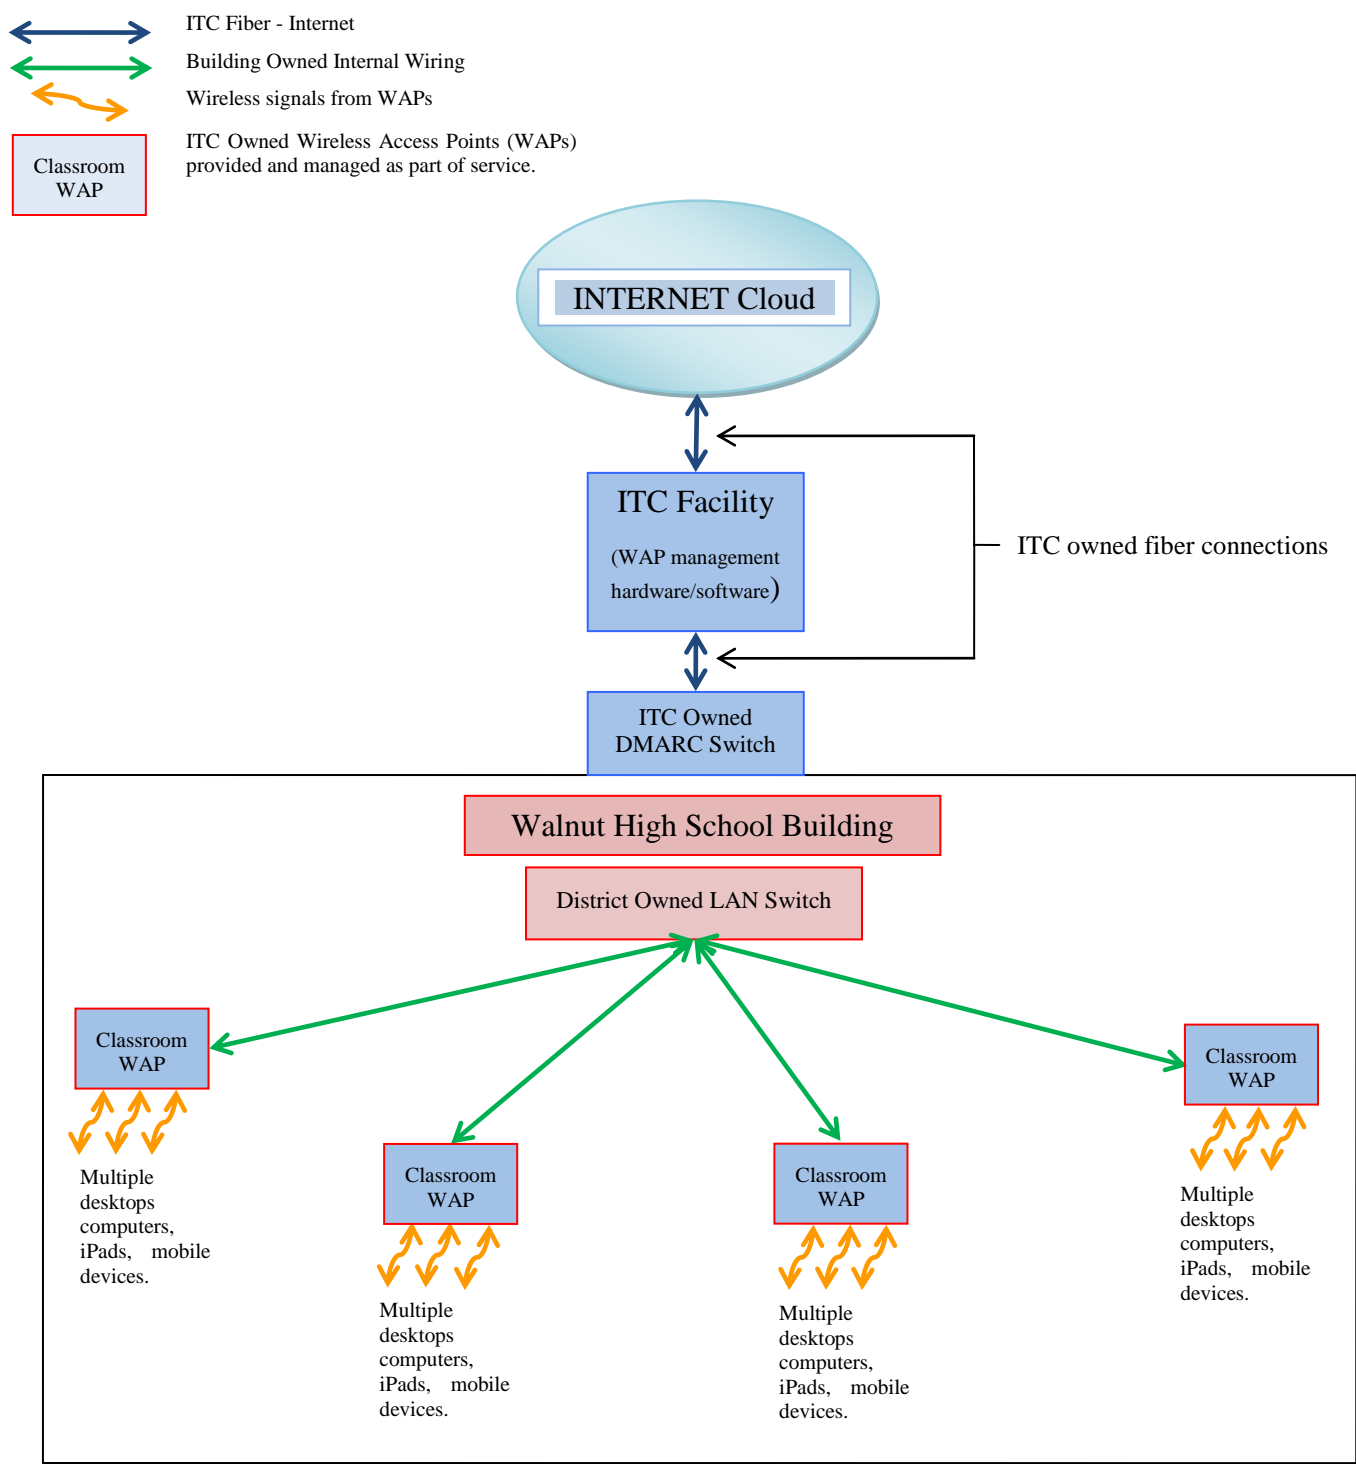 ITC Fiber - Internet
Building Owned Internal Wiring
Wireless signals from WAPs
Classroom
WAP
ITC Owned Wireless Access Points (WAPs)
provided and managed as part of service.
INTERNET Cloud
ITC Facility
(WAP management
hardware/software)
ITC owned fiber connections
ITC Owned
DMARC Switch
Walnut High School Building
District Owned LAN Switch
Classroom
WAP
Multiple
desktops
computers,
iPads, mobile
devices.
Classroom
WAP
Multiple
desktops
computers,
iPads, mobile
devices.
Classroom
WAP
Multiple
desktops
computers,
iPads, mobile
devices.
Classroom
WAP
Multiple
desktops
computers,
iPads, mobile
devices.